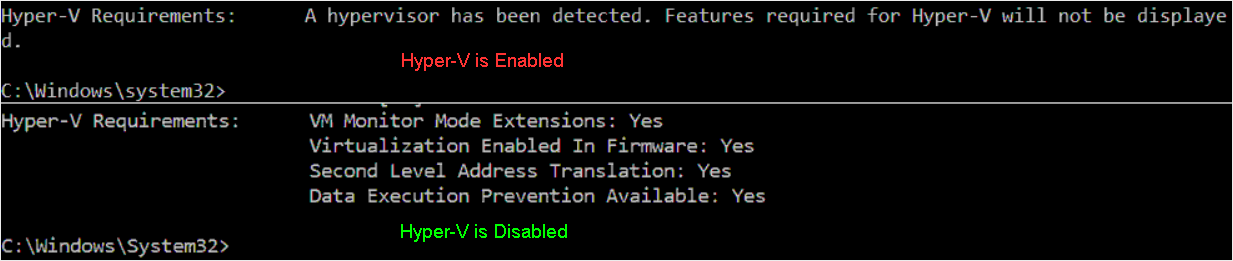 Hyper-V Requirements:     A hypervisor has been detected. Features required for Hyper-V will not be displaye
d.
Hyper-V is Enabled
C:\Windows\system32>
Hyper-V Requirements:     VM Monitor Mode Extensions: Yes
Virtualization Enabled In Firmware: Yes
Second Level Address Translation: Yes
Data Execution Prevention Available: Yes
Hyper-V is Disabled
C:\Windows\System32>